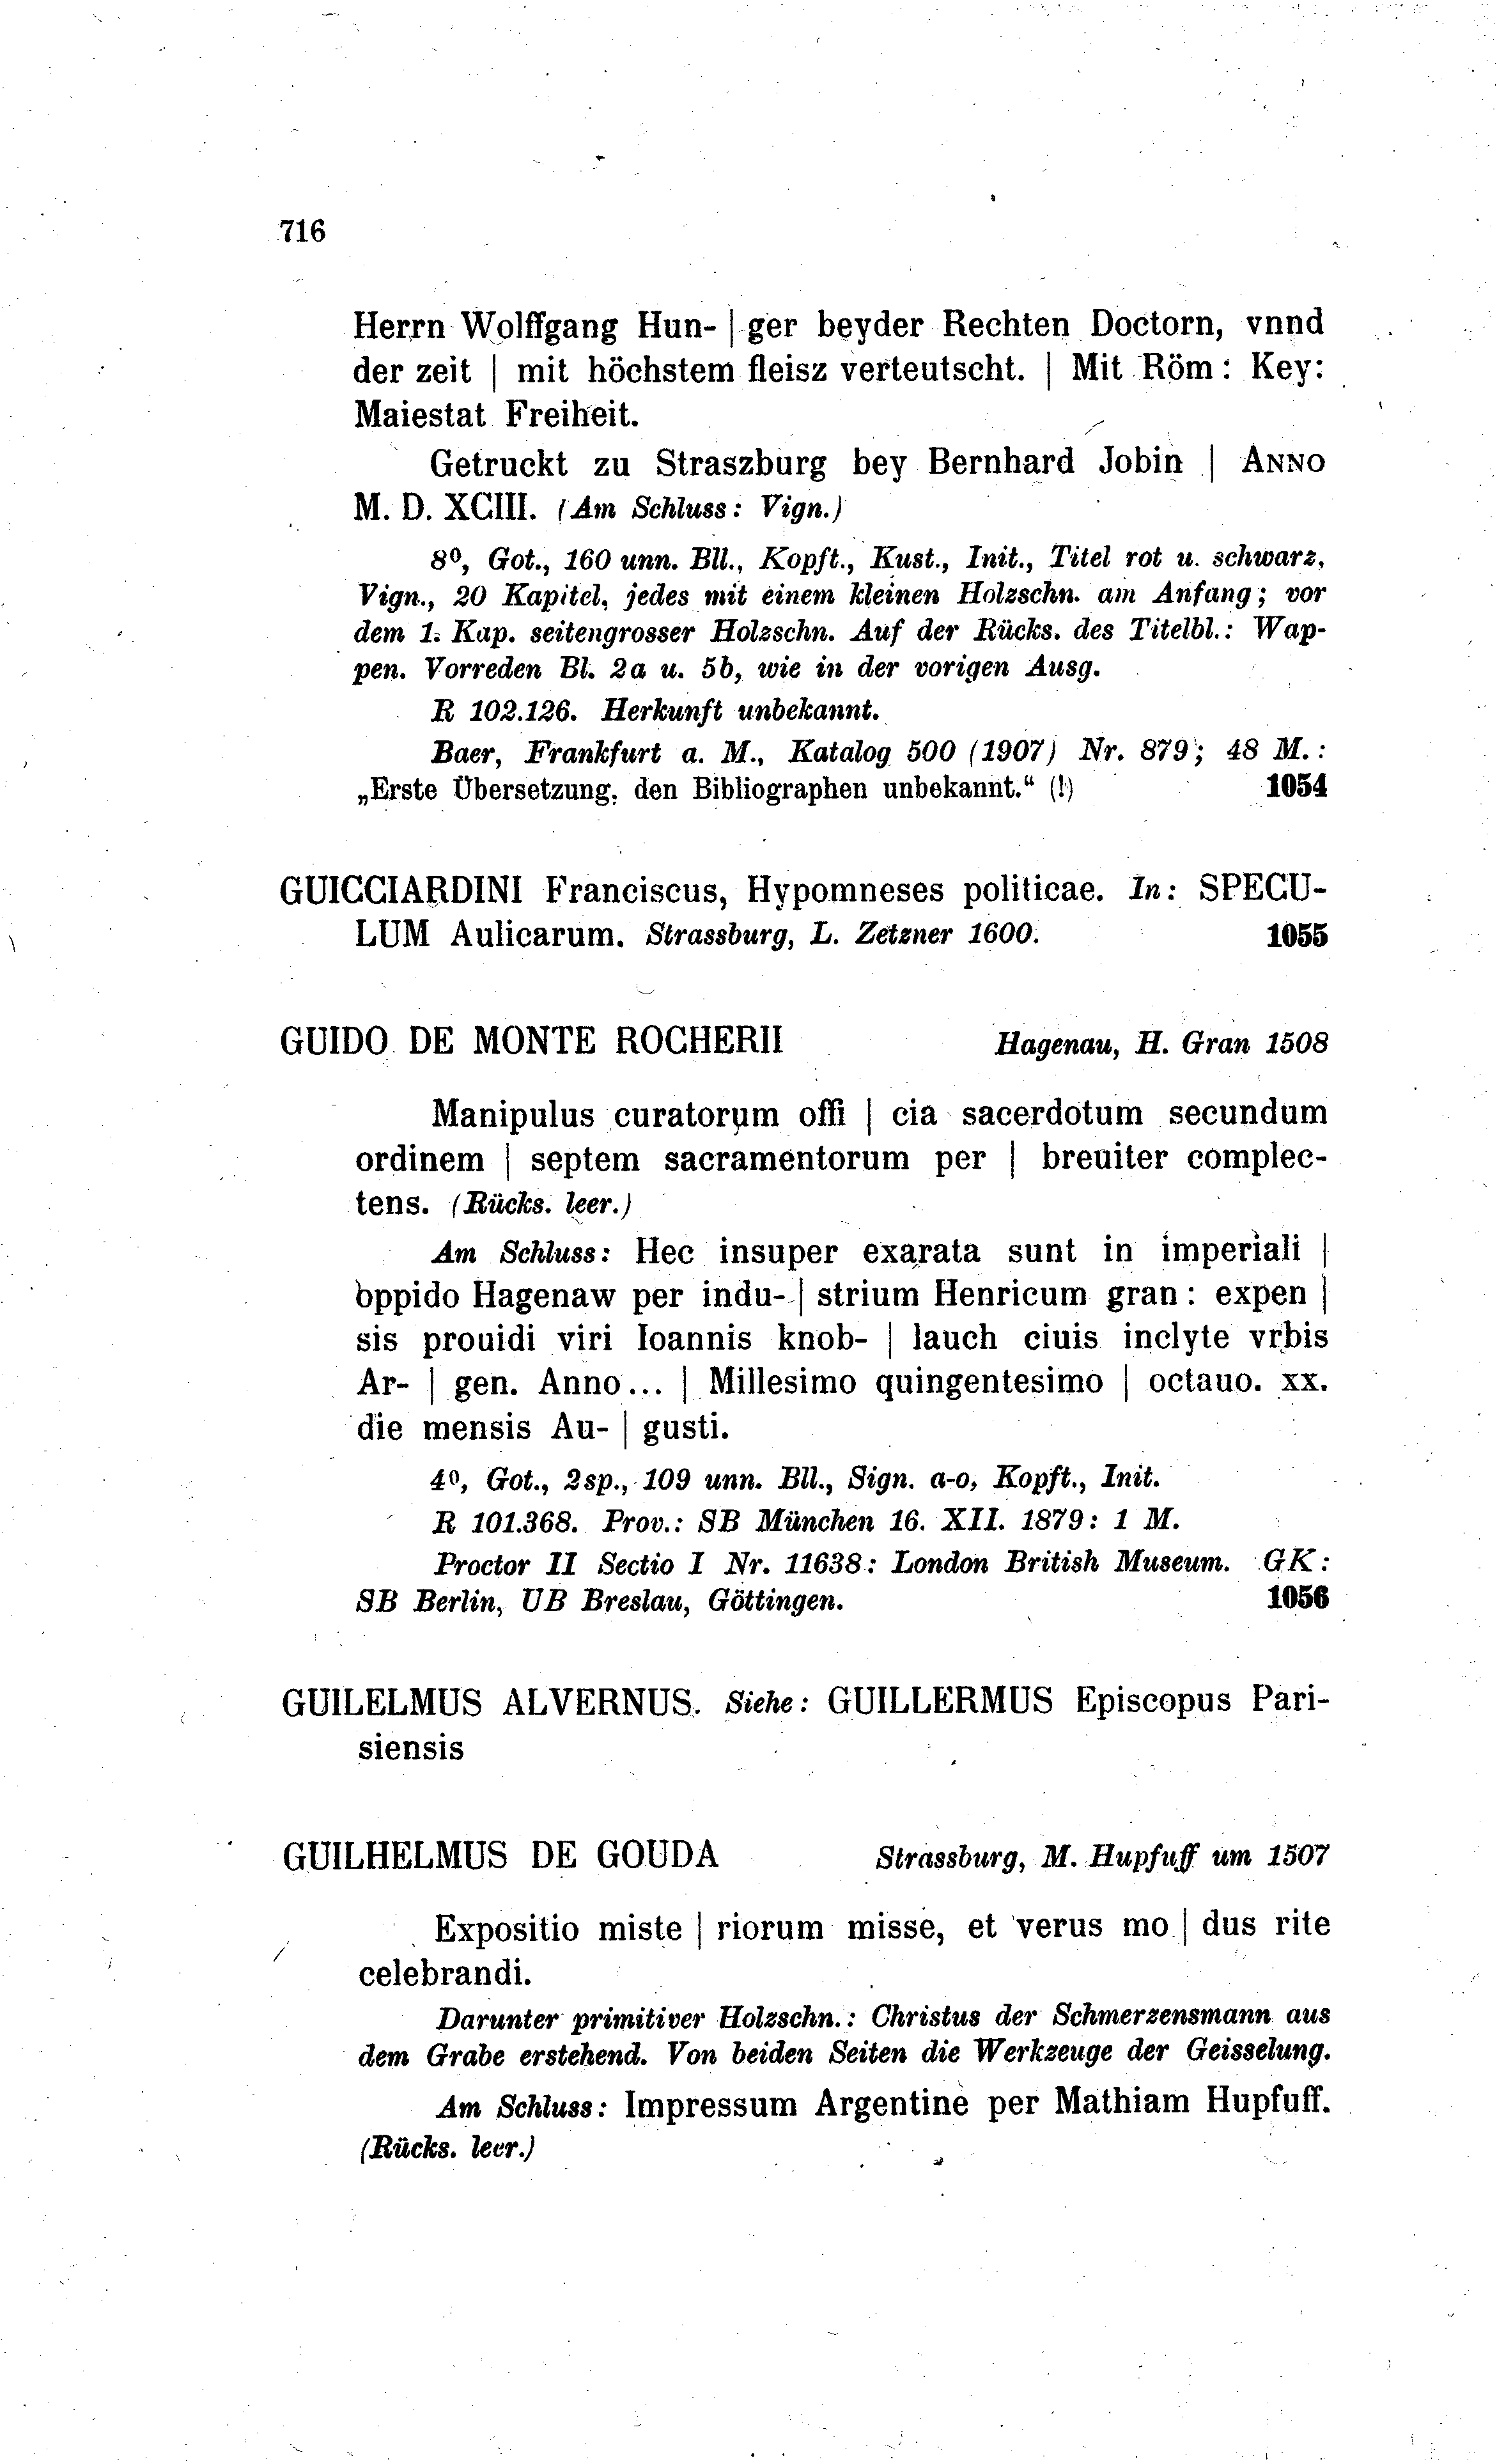 716
Herrn Wolffgang Hun- | ger beyder Rechten Doctorn, vnnd
der zeit | mit höchstem fleisz verteutscht. | Mit Röm: Key:
Maiestat Freiheit.
Getruckt zu Straszburg bey Bernhard Jobin | ANNO
M. D. XCIII. (Am Schluss: Vign.)
8⁰, Got., 160 unn. Bll., Kopft., Kust., Init., Titel rot u. schwarz,
Vign., 20 Kapitel, jedes mit einem kleinen Holzschn. am Anfang; vor
dem 1. Kap. seitengrosser Holzschn. Auf der Rücks. des Titelbl.: Wap-
pen. Vorreden Bl. 2a u. 5b, wie in der vorigen Ausg.
R 102.126. Herkunft unbekannt.
Baer, Frankfurt a. M., Katalog 500 (1907) Nr. 879; 48 M.:
„Erste Übersetzung, den Bibliographen unbekannt.“ (!) 1054
GUICCIARDINI Franciscus, Hypomneses politicae. In: SPECU-
LUM Aulicarum. Strassburg, L. Zetzner 1600. 1055
GUIDO DE MONTE ROCHERII Hagenau, H. Gran 1508
Manipulus curatorum offi | cia sacerdotum secundum
ordinem | septem sacramentorum per | breuiter complec-
tens. (Rücks. leer.)
Am Schluss: Hec insuper exarata sunt in imperiali |
oppido Hagenaw per indu- | strium Henricum gran: expen |
sis prouidi viri Ioannis knob- | lauch ciuis inclyte vrbis
Ar- | gen. Anno... | Millesimo quingentesimo | octauo. xx.
die mensis Au- | gusti.
4⁰, Got., 2sp., 109 unn. Bll., Sign. a-o, Kopft., Init.
R 101.368. Prov.: SB München 16. XII. 1879: 1 M.
Proctor II Sectio I Nr. 11638: London British Museum. GK:
SB Berlin, UB Breslau, Göttingen. 1056
GUILELMUS ALVERNUS. Siehe: GUILLERMUS Episcopus Pari-
siensis
GUILHELMUS DE GOUDA Strassburg, M. Hupfuff um 1507
Expositio miste | riorum misse, et verus mo | dus rite
celebrandi.
Darunter primitiver Holzschn.: Christus der Schmerzensmann aus
dem Grabe erstehend. Von beiden Seiten die Werkzeuge der Geisselung.
Am Schluss: Impressum Argentine per Mathiam Hupfuff.
(Rücks. leer.)